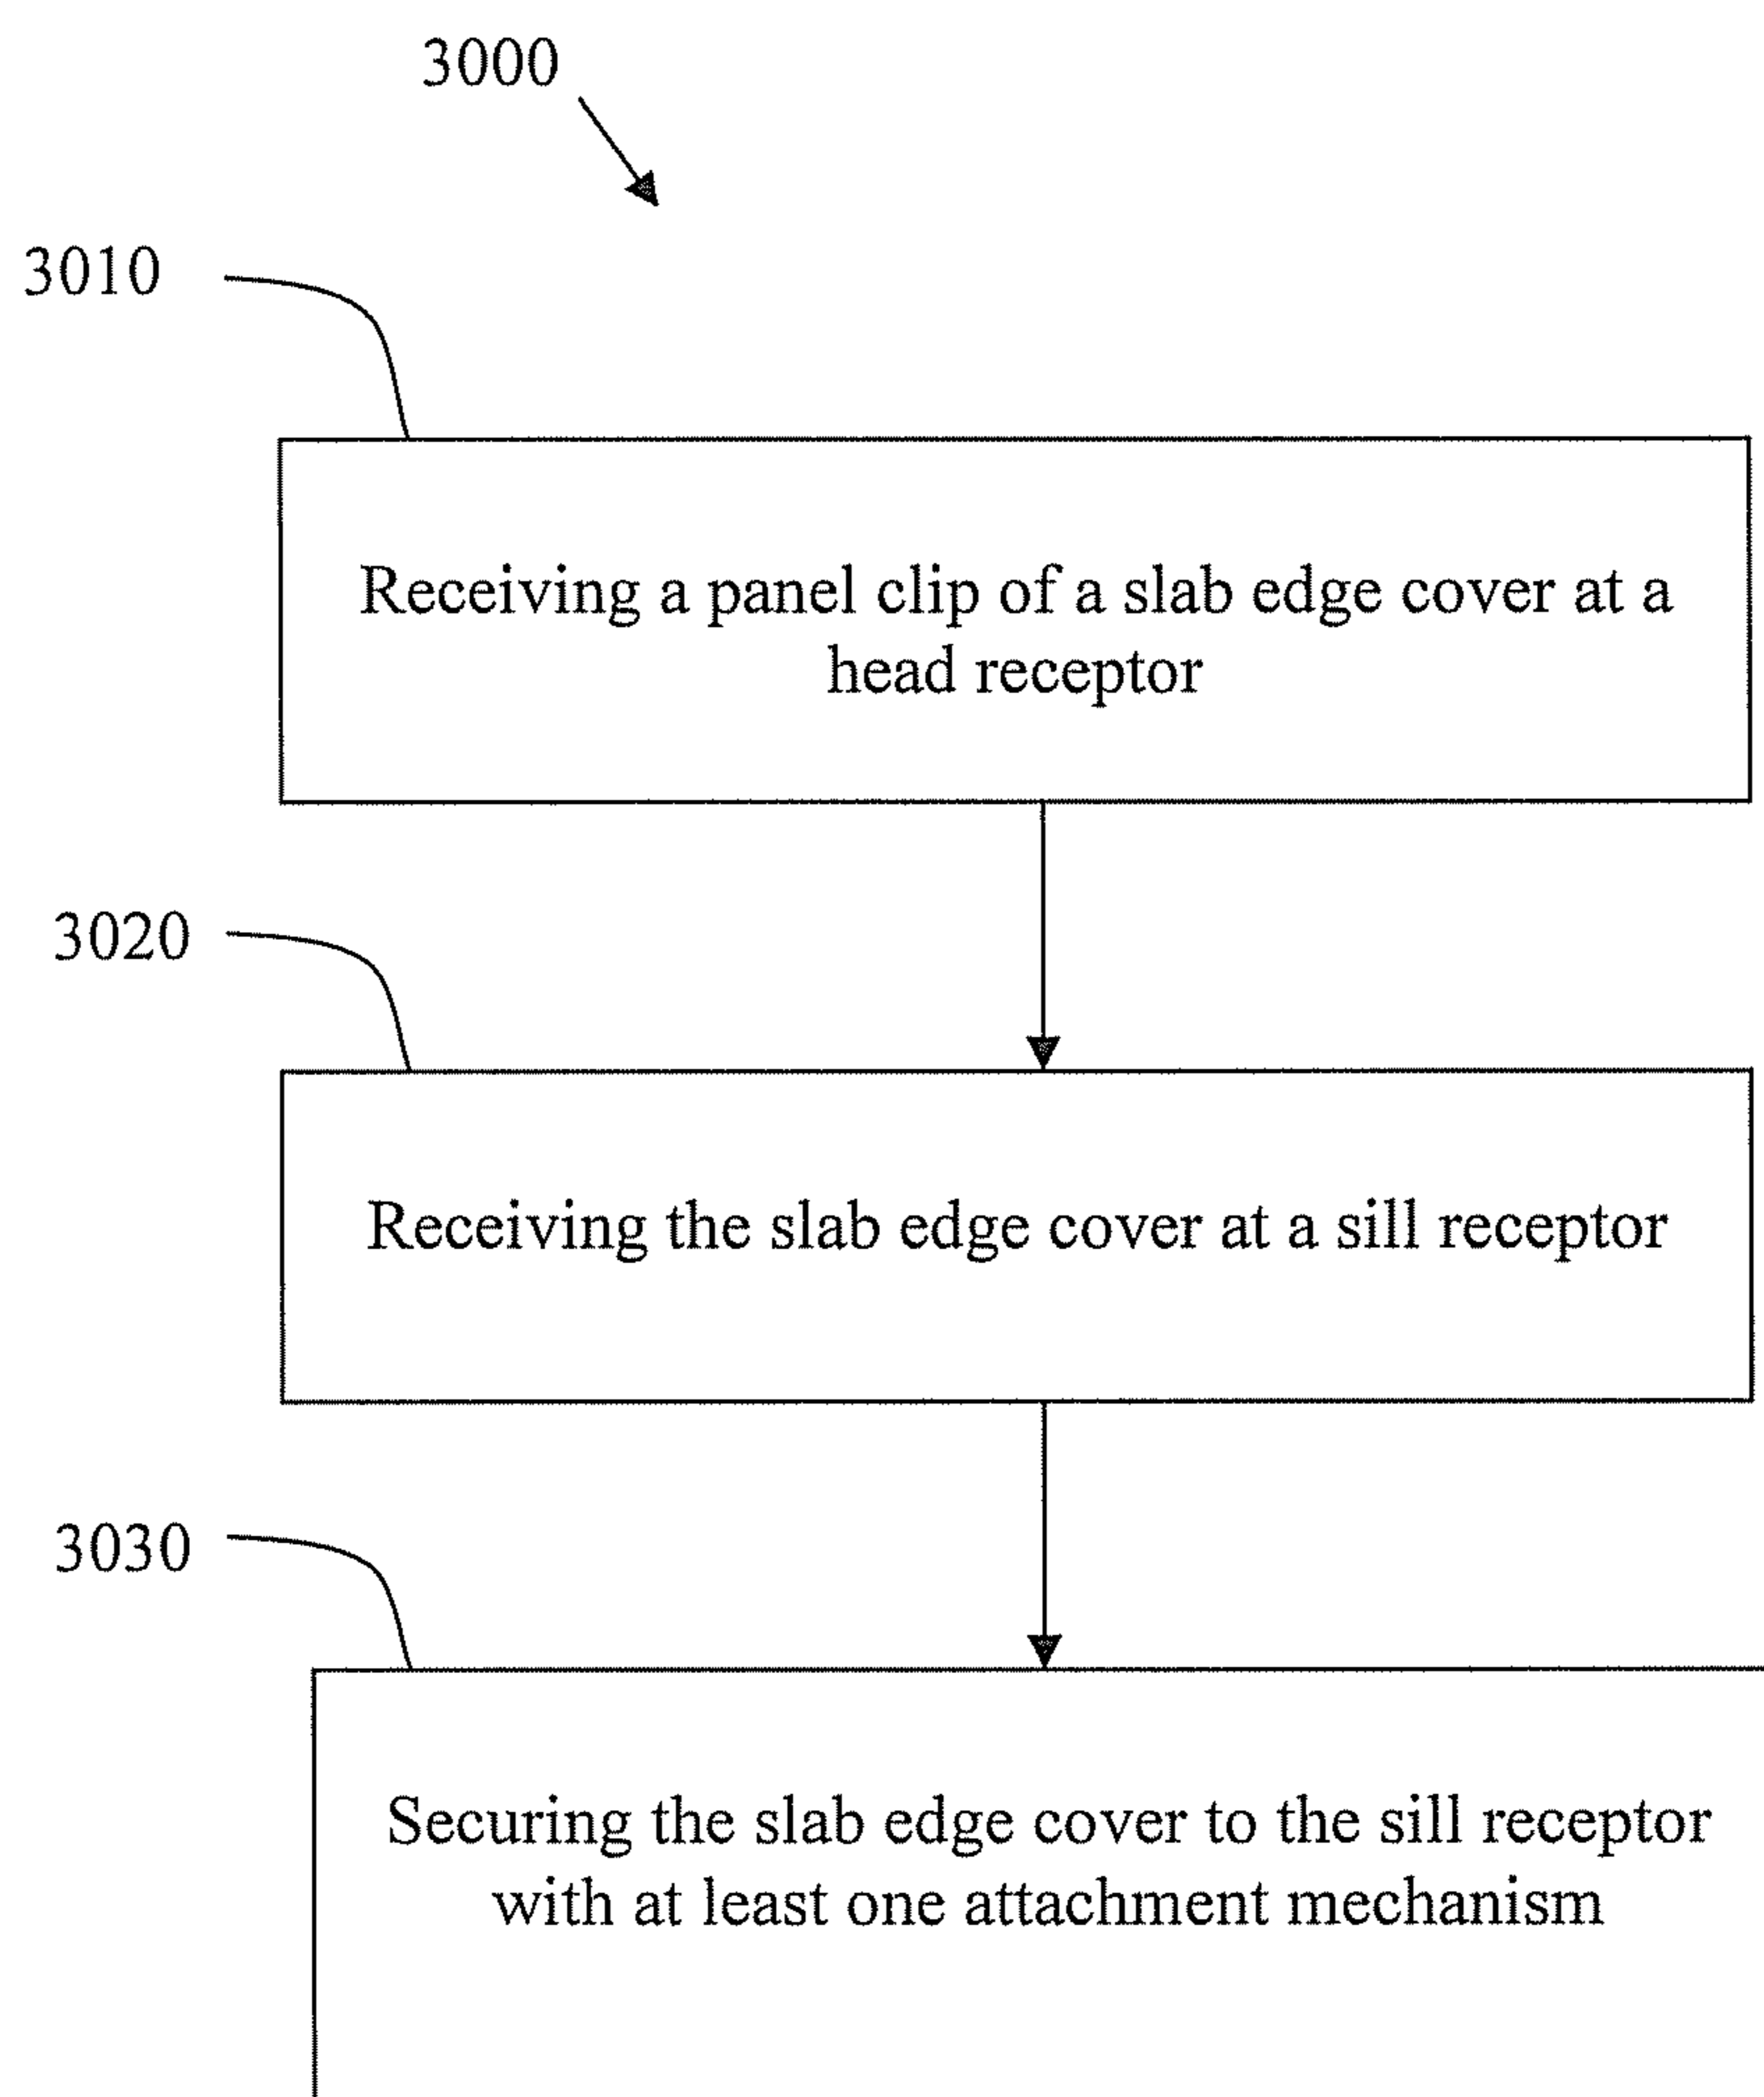 3000
3010
Receiving a panel clip of a slab edge cover at a
head receptor
3020
Receiving the slab edge cover at a sill receptor
3030
Securing the slab edge cover to the sill receptor
with at least one attachment mechanism